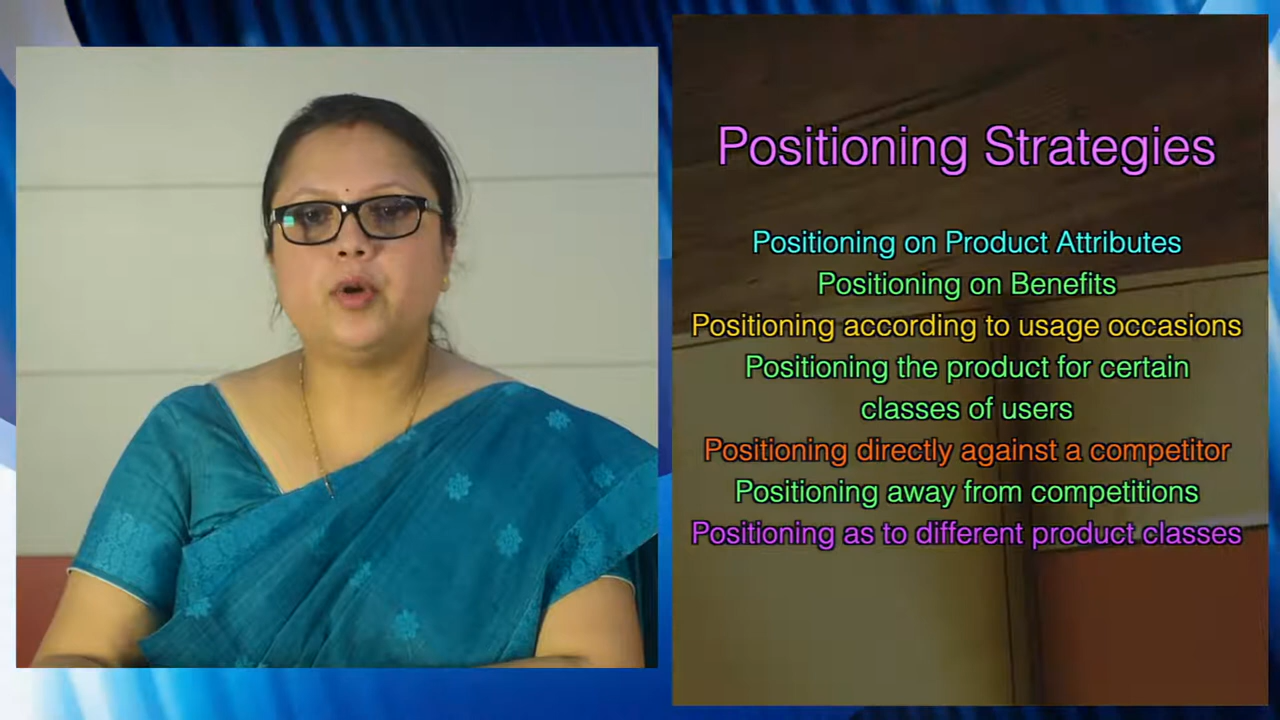 Positioning Strategies
Positioning on Product Attributes
Positioning on Benefits
Positioning according to usage occasions
Positioning the product for certain
classes of users
Positioning directly against a competitor
Positioning away from competitions
Positioning as to different product classes